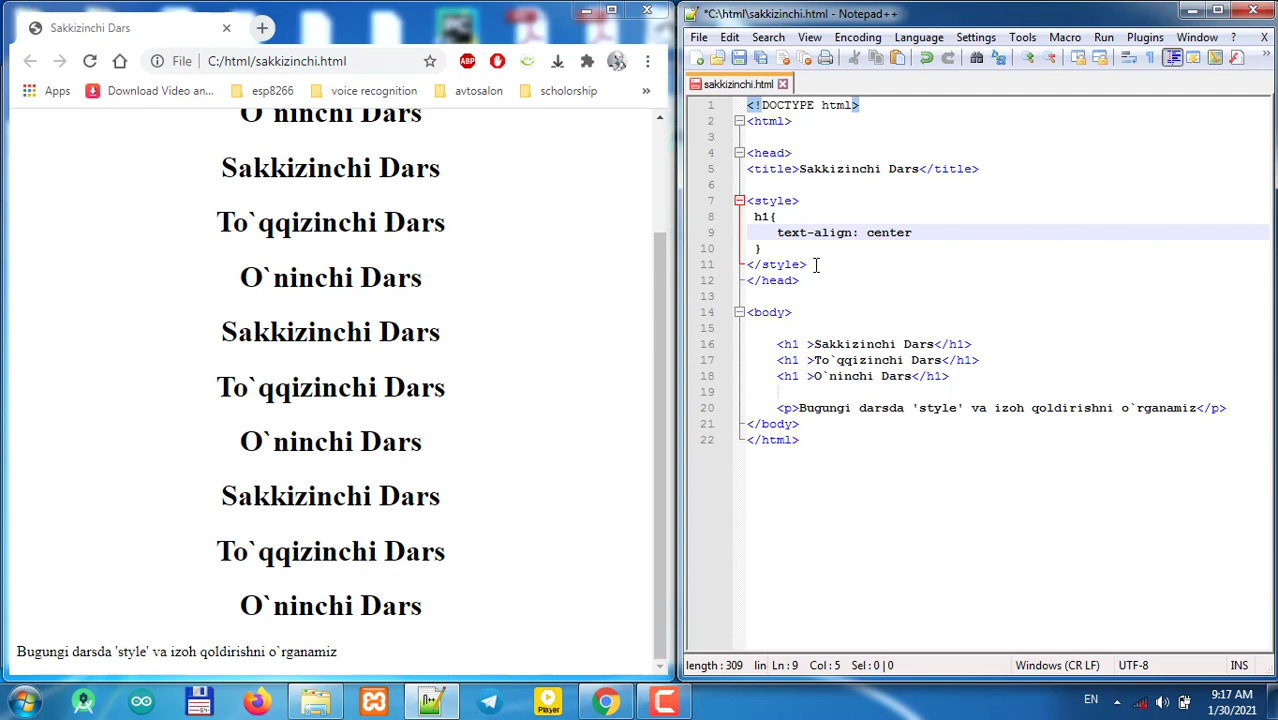 Sakkizinchi Dars
File
C:/html/sakkizinchi.html
Apps
Download Video an...
esp8266
voice recognition
avtosalon
scholorship
»
O`ninchi Dars
Sakkizinchi Dars
To`qqizinchi Dars
O`ninchi Dars
Sakkizinchi Dars
To`qqizinchi Dars
O`ninchi Dars
Sakkizinchi Dars
To`qqizinchi Dars
O`ninchi Dars
Bugungi darsda 'style' va izoh qoldirishni o`rganamiz
*C:\html\sakkizinchi.html - Notepad++
File Edit Search View Encoding Language Settings Tools Macro Run Plugins Window ? X
sakkizinchi.html
1 <!DOCTYPE html>
2 <html>
3
4 <head>
5 <title>Sakkizinchi Dars</title>
6
7 <style>
8 h1{
9 text-align: center
10 }
11 </style>
12 </head>
13
14 <body>
15
16 <h1 >Sakkizinchi Dars</h1>
17 <h1 >To`qqizinchi Dars</h1>
18 <h1 >O`ninchi Dars</h1>
19
20 <p>Bugungi darsda 'style' va izoh qoldirishni o`rganamiz</p>
21 </body>
22 </html>
length : 309 lin Ln : 9 Col : 5 Sel : 0 | 0 Windows (CR LF) UTF-8 INS
Player
EN
9:17 AM
1/30/2021